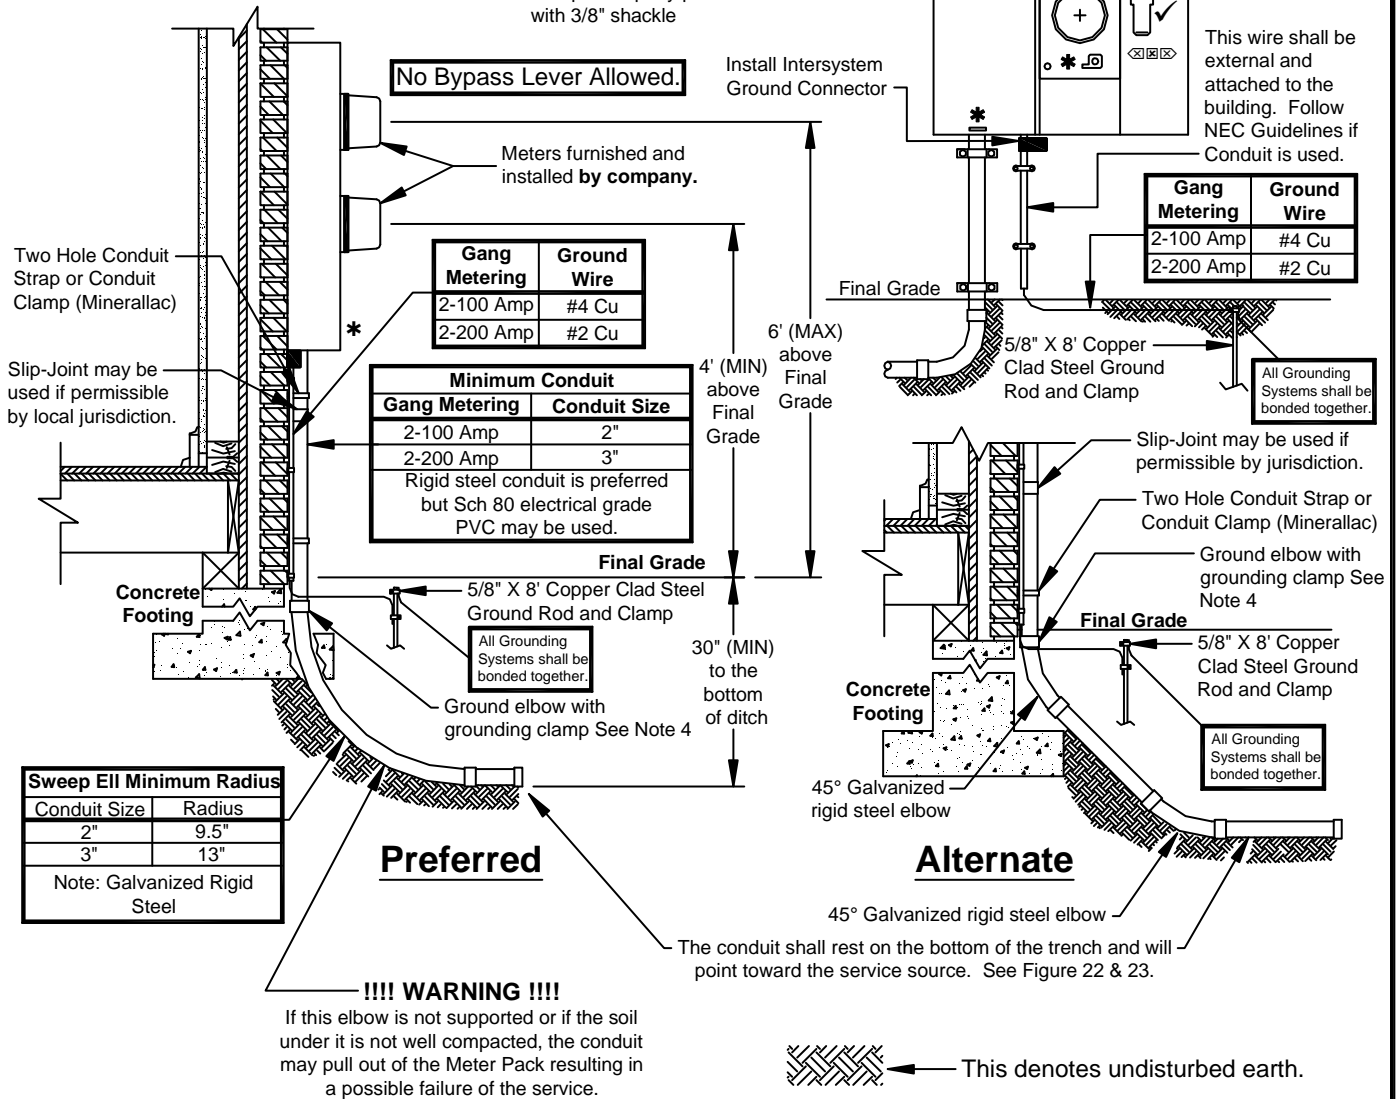 with 3/8" shackle
No Bypass Lever Allowed.
Meters furnished and
installed by company.
Two Hole Conduit
Strap or Conduit
Clamp (Minerallac)
Slip-Joint may be
used if permissible
by local jurisdiction.
Gang Metering | Ground Wire
2-100 Amp | #4 Cu
2-200 Amp | #2 Cu
*
Minimum Conduit
Gang Metering | Conduit Size
2-100 Amp | 2"
2-200 Amp | 3"
Rigid steel conduit is preferred
but Sch 80 electrical grade
PVC may be used.
4' (MIN)
above
Final
Grade
6' (MAX)
above
Final
Grade
Final Grade
Concrete
Footing
5/8" X 8' Copper Clad Steel
Ground Rod and Clamp
All Grounding
Systems shall be
bonded together.
Ground elbow with
grounding clamp See Note 4
30" (MIN)
to the
bottom
of ditch
Sweep Ell Minimum Radius
Conduit Size | Radius
2" | 9.5"
3" | 13"
Note: Galvanized Rigid
Steel
Preferred
!!!! WARNING !!!!
If this elbow is not supported or if the soil
under it is not well compacted, the conduit
may pull out of the Meter Pack resulting in
a possible failure of the service.
Install Intersystem
Ground Connector
*
*
This wire shall be
external and
attached to the
building. Follow
NEC Guidelines if
Conduit is used.
Gang Metering | Ground Wire
2-100 Amp | #4 Cu
2-200 Amp | #2 Cu
Final Grade
5/8" X 8' Copper
Clad Steel Ground
Rod and Clamp
All Grounding
Systems shall be
bonded together.
Slip-Joint may be used if
permissible by jurisdiction.
Two Hole Conduit Strap or
Conduit Clamp (Minerallac)
Ground elbow with
grounding clamp See
Note 4
Final Grade
5/8" X 8' Copper
Clad Steel Ground
Rod and Clamp
Concrete
Footing
All Grounding
Systems shall be
bonded together.
45° Galvanized
rigid steel elbow
Alternate
45° Galvanized rigid steel elbow
The conduit shall rest on the bottom of the trench and will
point toward the service source. See Figure 22 & 23.
This denotes undisturbed earth.